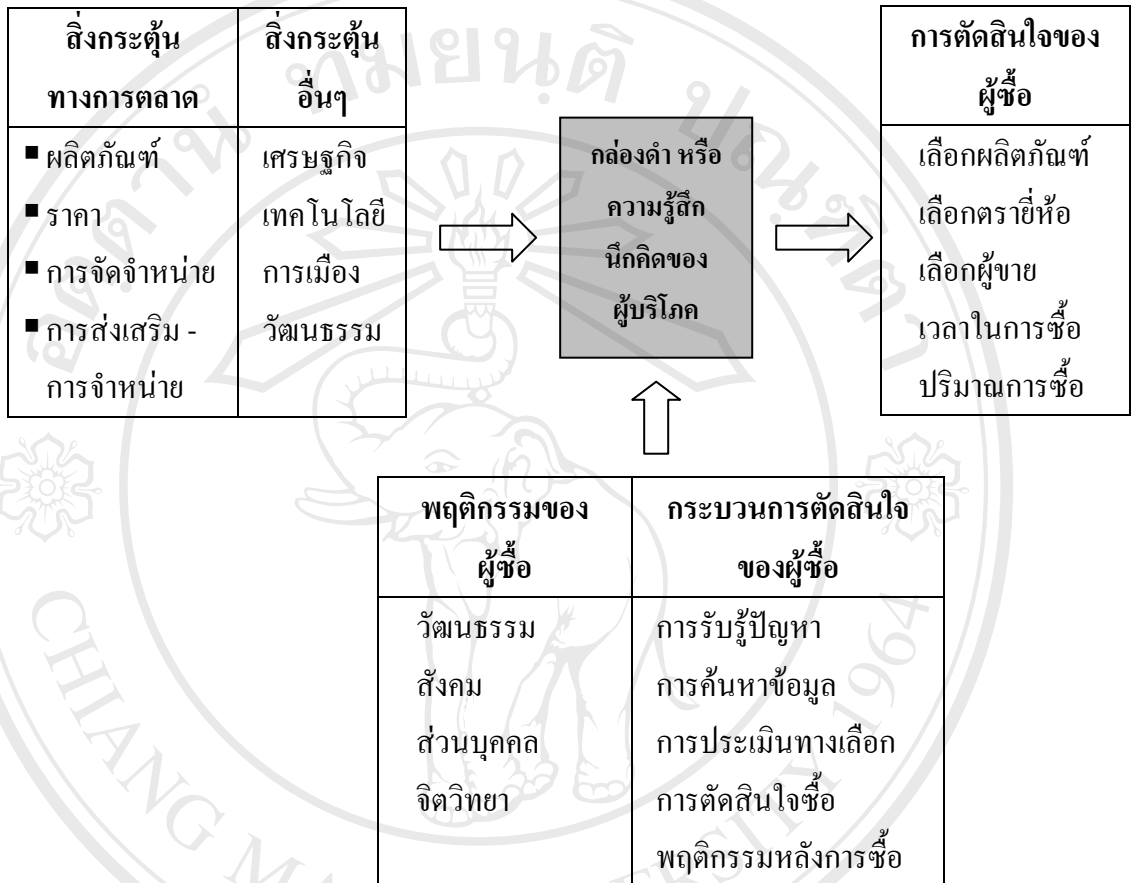 สิ่งกระตุ้น
ทางการตลาด
■ ผลิตภัณฑ์
■ ราคา
■ การจัดจำหน่าย
■ การส่งเสริม -
การจำหน่าย
สิ่งกระตุ้น
อื่นๆ
เศรษฐกิจ
เทคโนโลยี
การเมือง
วัฒนธรรม
กล่องดำ หรือ
ความรู้สึก
นึกคิดของ
ผู้บริโภค
การตัดสินใจของ
ผู้ซื้อ
เลือกผลิตภัณฑ์
เลือกตรายี่ห้อ
เลือกผู้ขาย
เวลาในการซื้อ
ปริมาณการซื้อ
พฤติกรรมของ
ผู้ซื้อ
วัฒนธรรม
สังคม
ส่วนบุคคล
จิตวิทยา
กระบวนการตัดสินใจ
ของผู้ซื้อ
การรับรู้ปัญหา
การค้นหาข้อมูล
การประเมินทางเลือก
การตัดสินใจซื้อ
พฤติกรรมหลังการซื้อ
CHIANG MA
ERSITY 1964